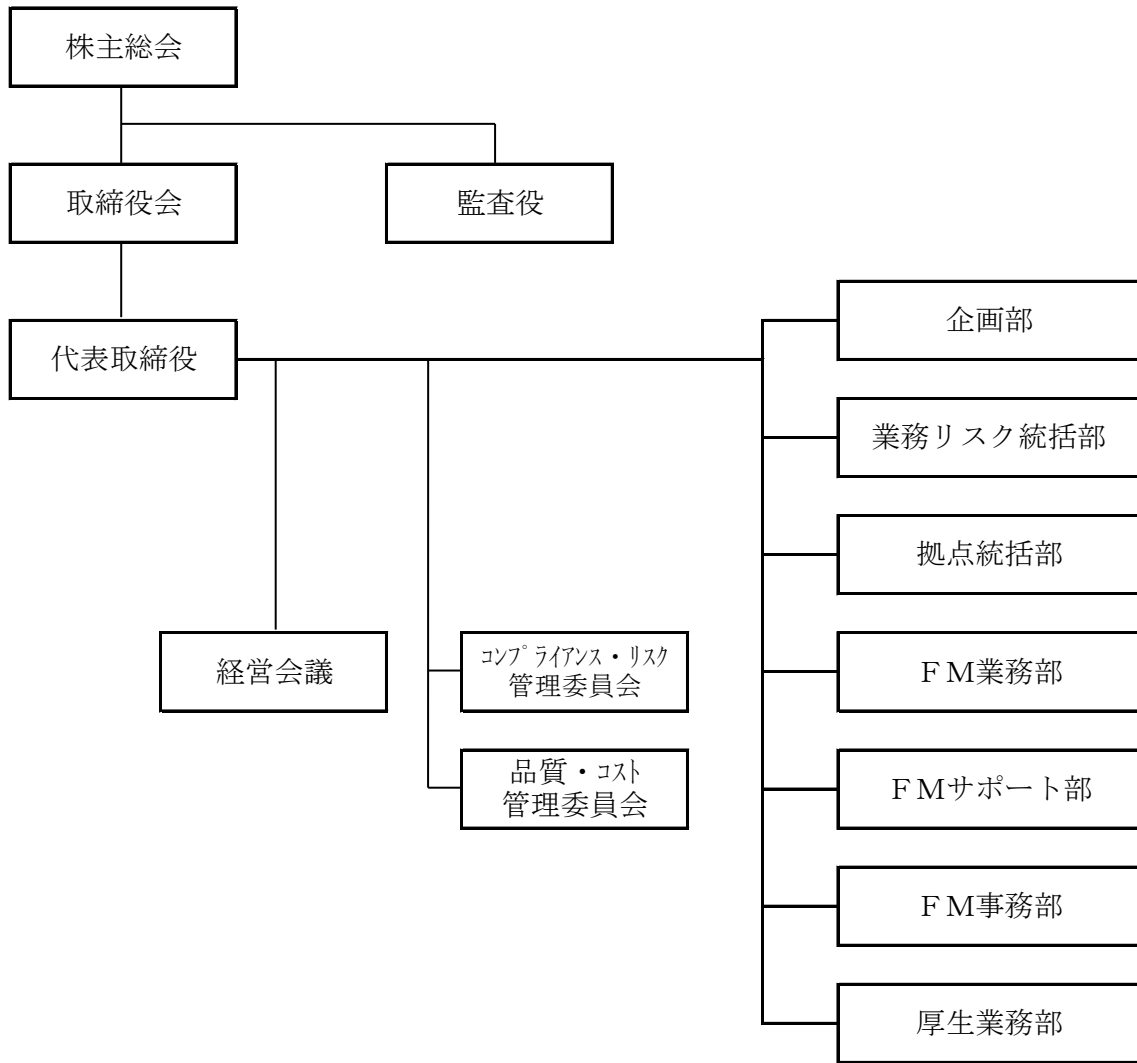 株主総会
取締役会
監査役
代表取締役
企画部
業務リスク統括部
拠点統括部
経営会議
コンプライアンス・リスク
管理委員会
ＦＭ業務部
品質・コスト
管理委員会
ＦＭサポート部
ＦＭ事務部
厚生業務部